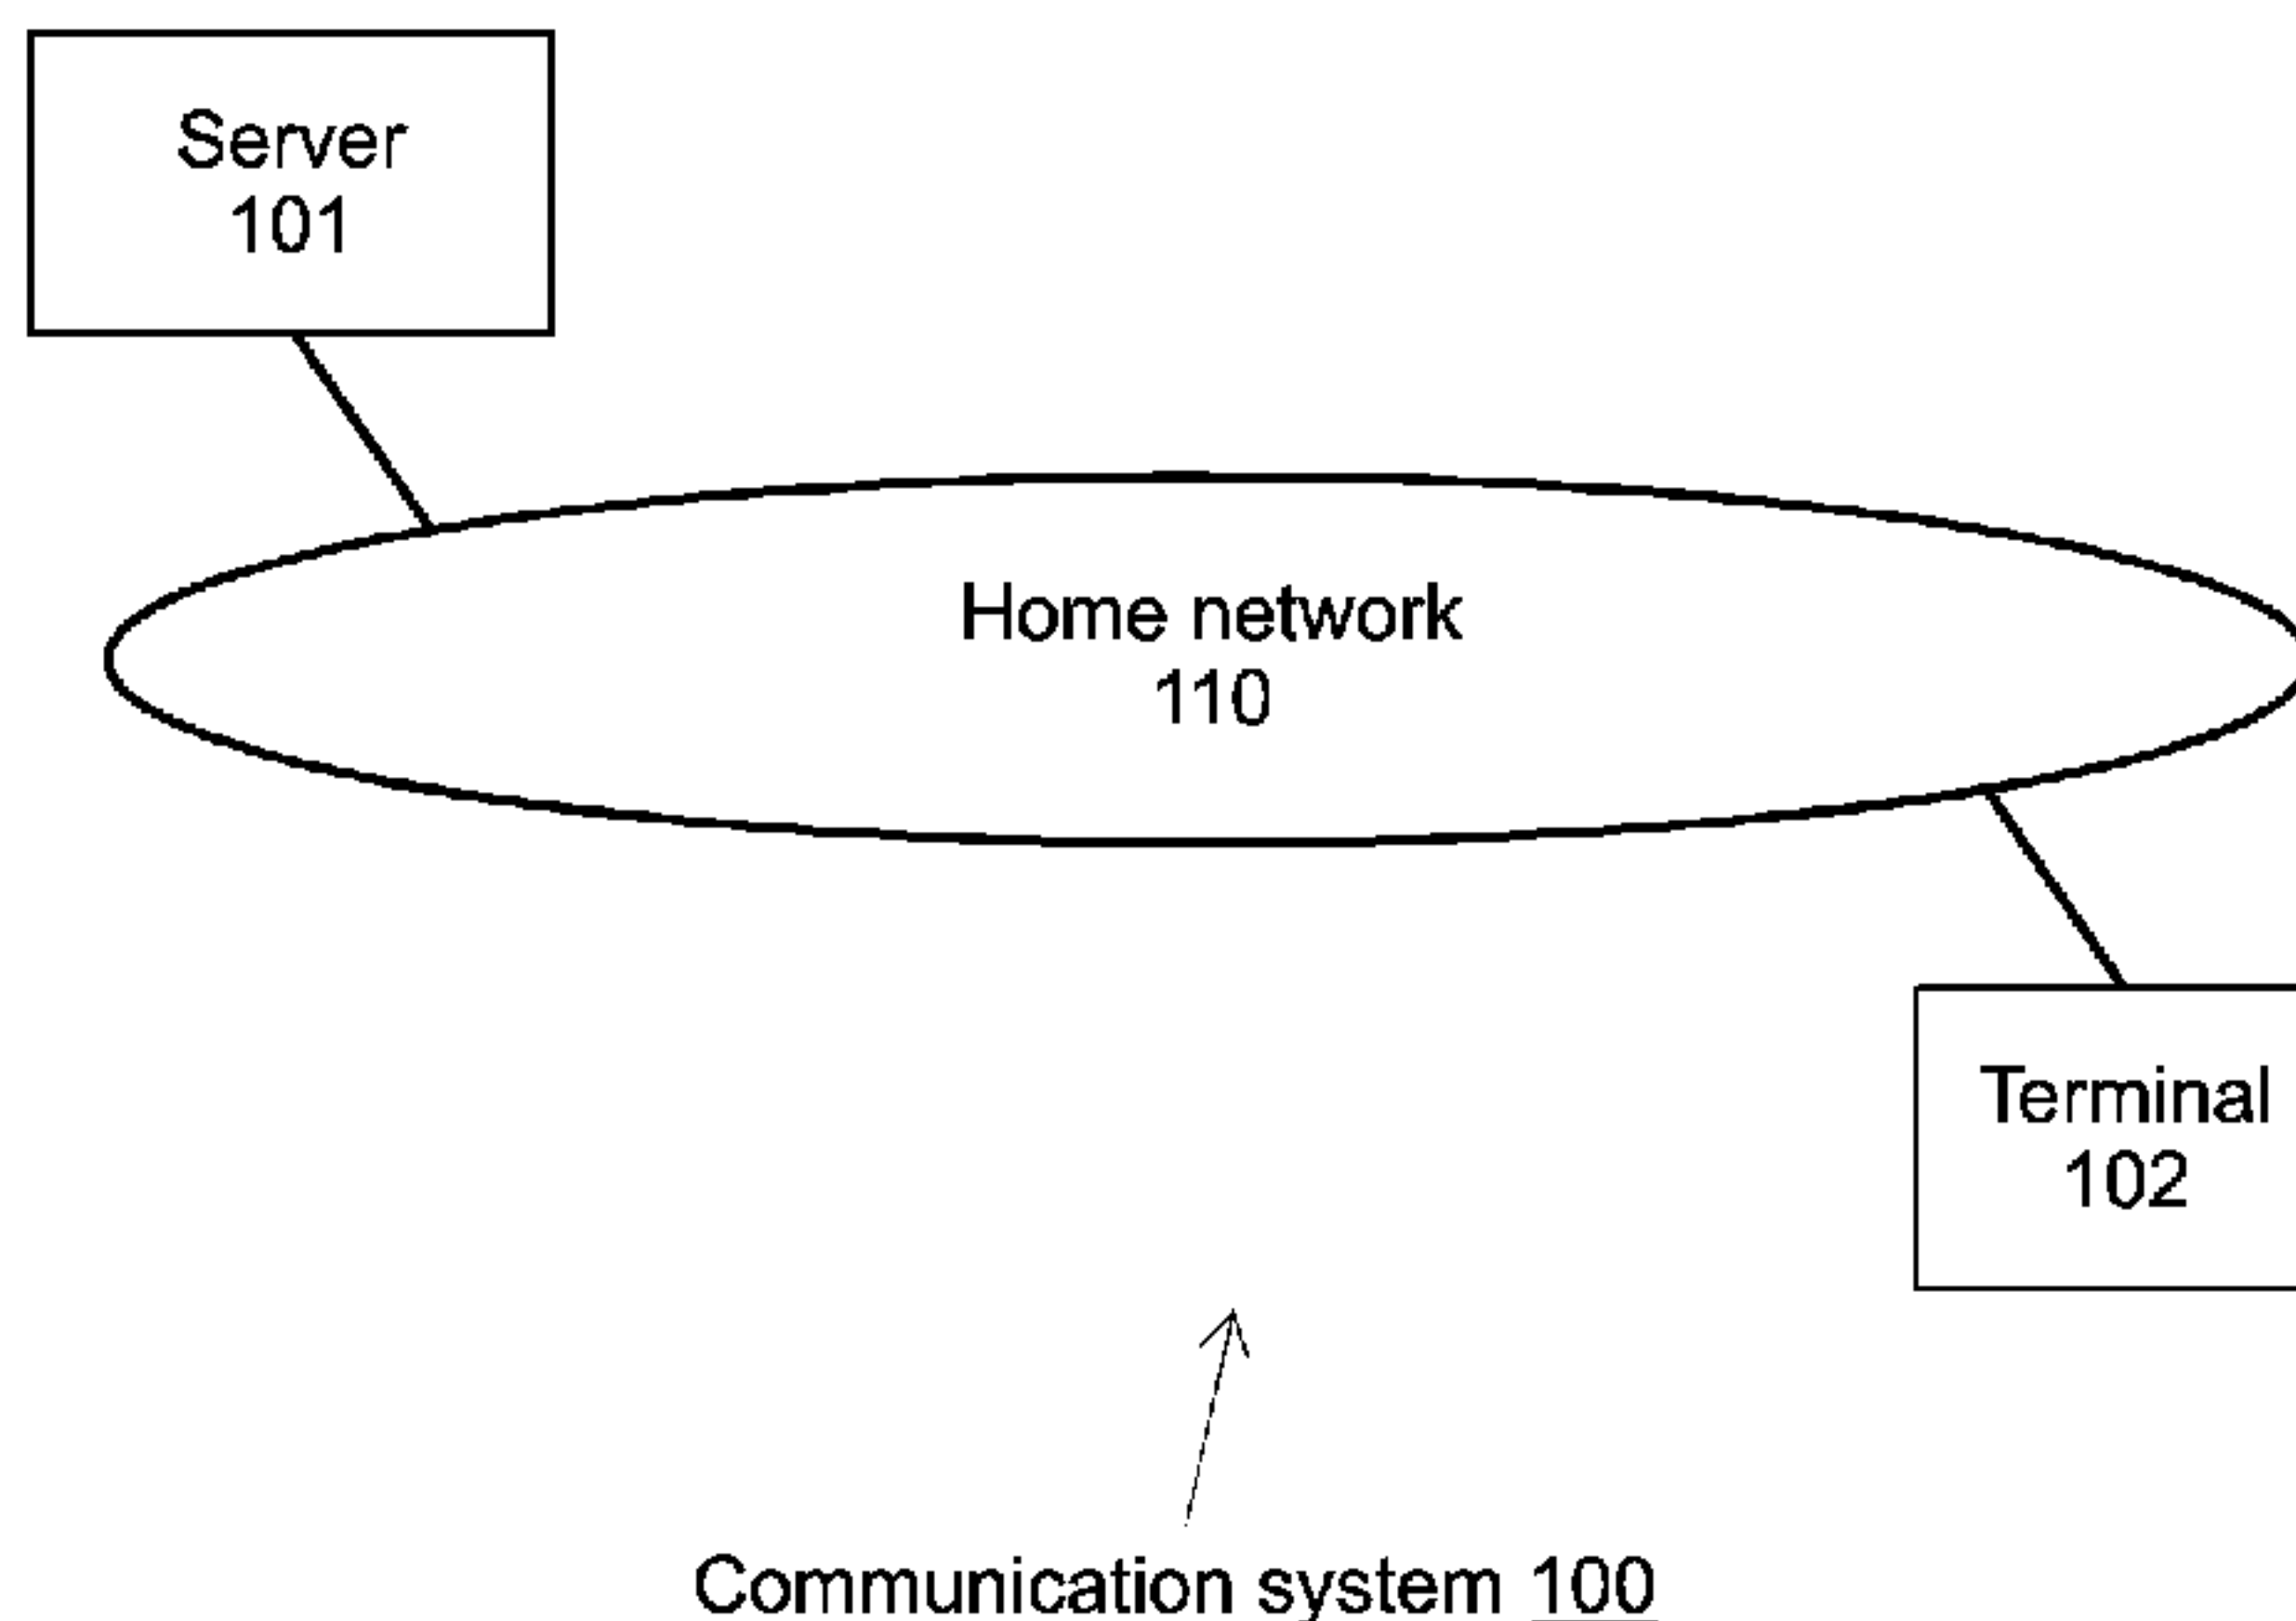 Server
101
Home network
110
Terminal
102
Communication system 100